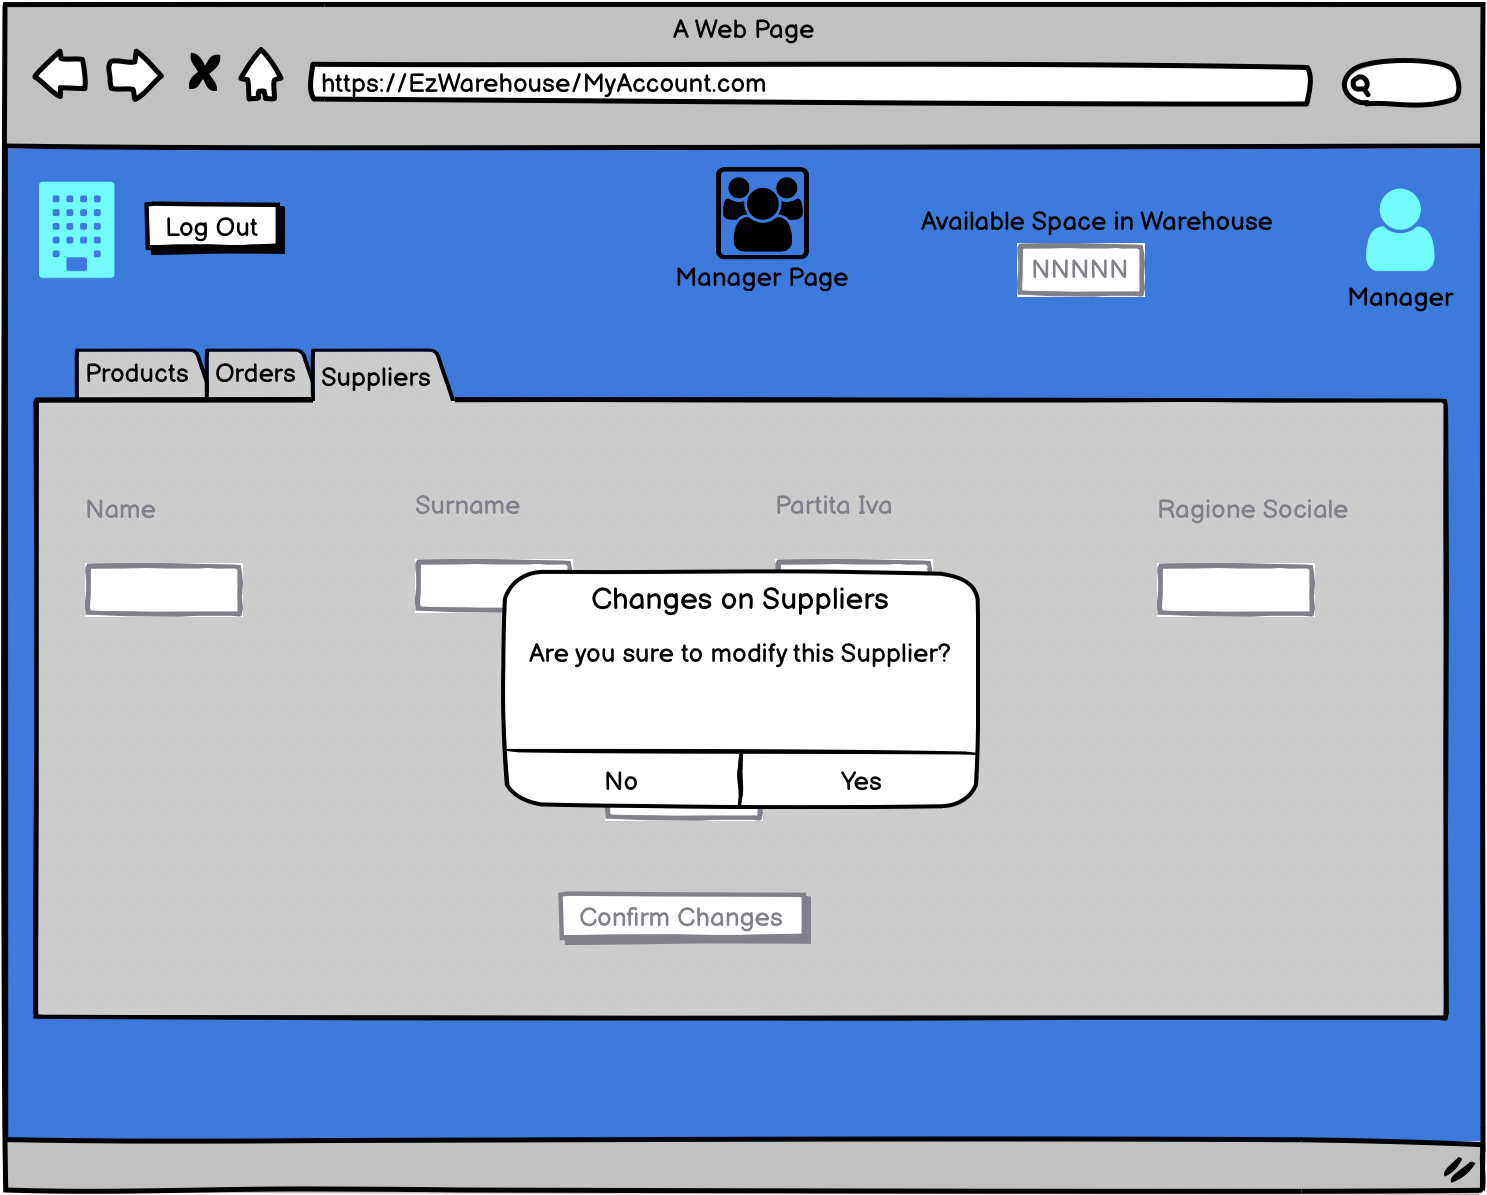 A Web Page
https://EzWarehouse/MyAccount.com
Log Out
Manager Page
Available Space in Warehouse
NNNNN
Manager
Products
Orders
Suppliers
Name
Surname
Partita Iva
Ragione Sociale
Changes on Suppliers
Are you sure to modify this Supplier?
No
Yes
Confirm Changes